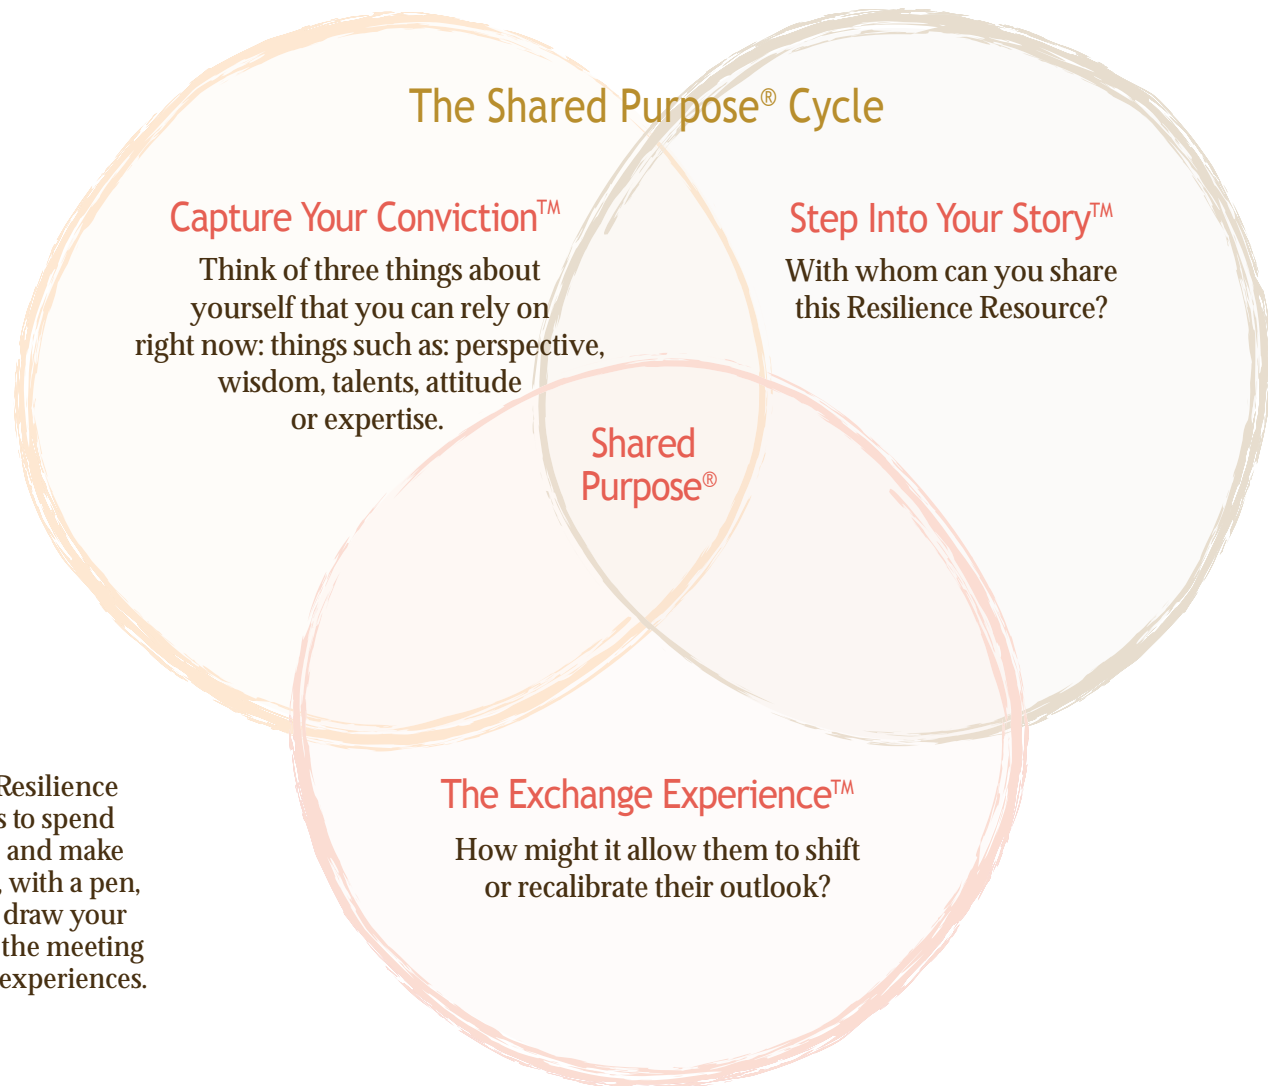 The Shared Purpose® Cycle
Capture Your Conviction™
Think of three things about
yourself that you can rely on
right now: things such as: perspective,
wisdom, talents, attitude
or expertise.
Step Into Your Story™
With whom can you share
this Resilience Resource?
Shared
Purpose®
The Exchange Experience™
How might it allow them to shift
or recalibrate their outlook?
Resilience
s to spend
and make
, with a pen,
draw your
the meeting
experiences.